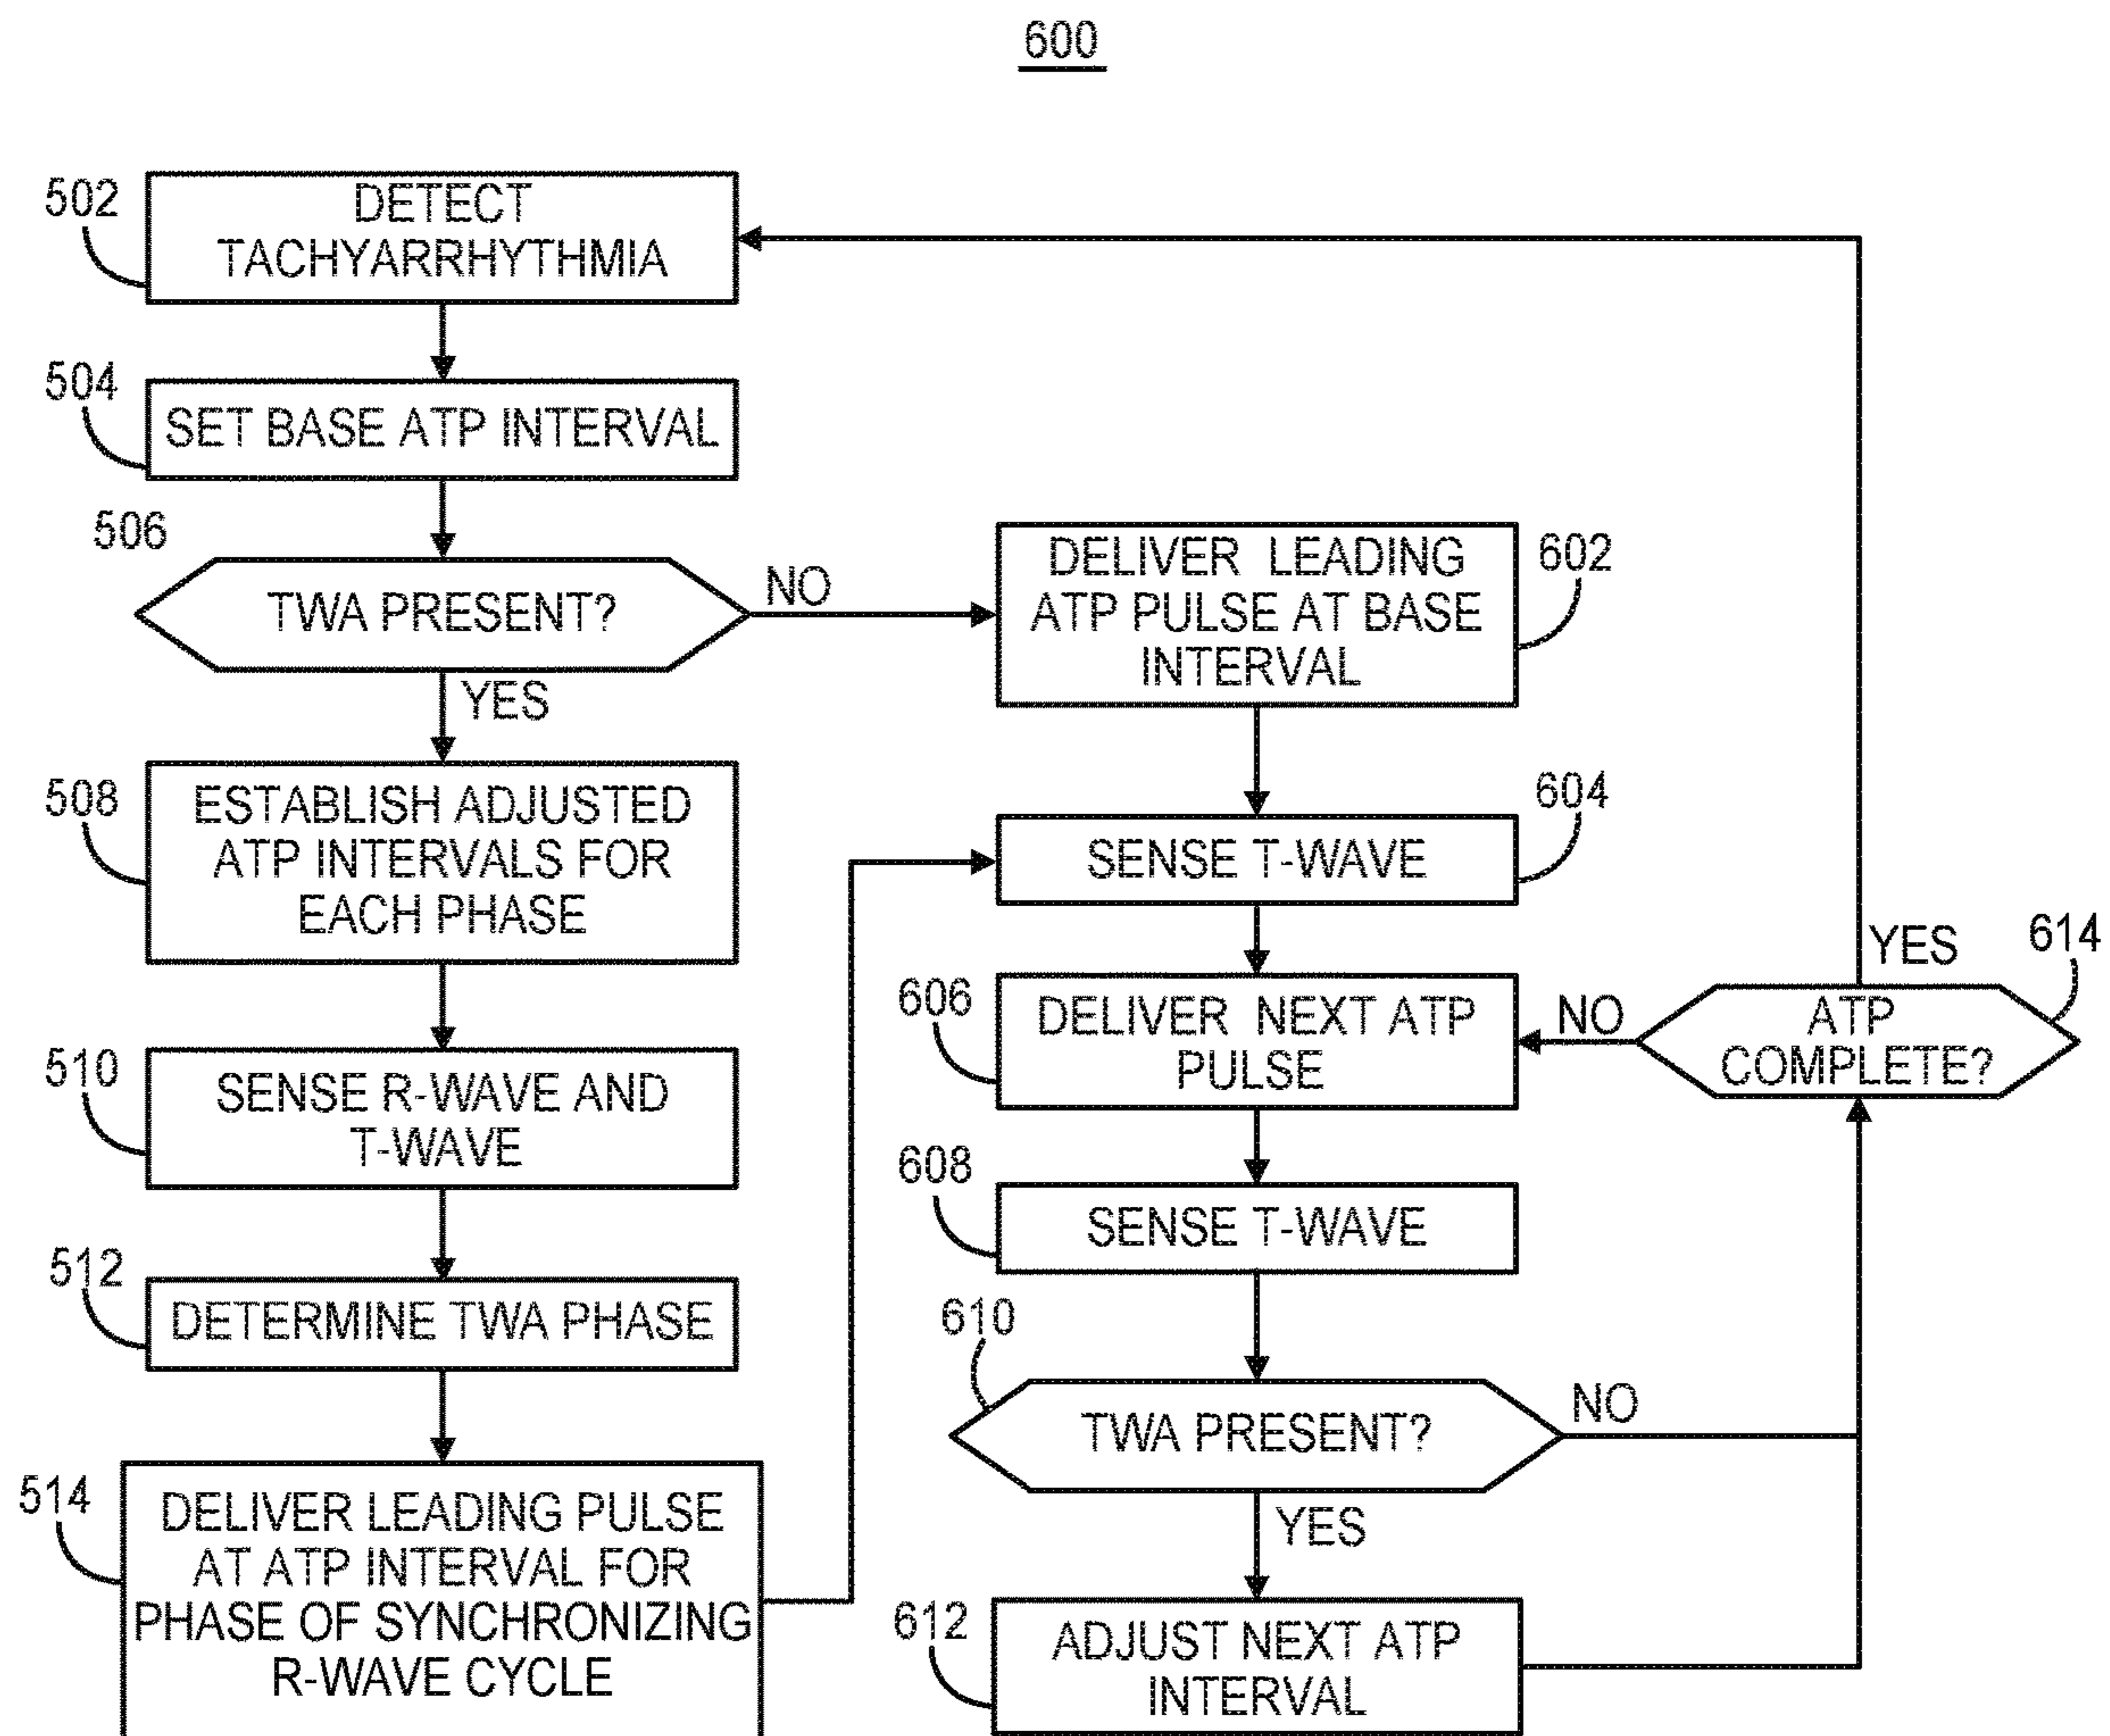 600
502
DETECT
TACHYARRHYTHMIA
504
SET BASE ATP INTERVAL
506
TWA PRESENT?
NO
YES
508
ESTABLISH ADJUSTED
ATP INTERVALS FOR
EACH PHASE
510
SENSE R-WAVE AND
T-WAVE
512
DETERMINE TWA PHASE
514
DELIVER LEADING PULSE
AT ATP INTERVAL FOR
PHASE OF SYNCHRONIZING
R-WAVE CYCLE
DELIVER LEADING
ATP PULSE AT BASE
INTERVAL
602
SENSE T-WAVE
604
606
DELIVER NEXT ATP
PULSE
608
SENSE T-WAVE
610
TWA PRESENT?
NO
YES
612
ADJUST NEXT ATP
INTERVAL
614
ATP
COMPLETE?
YES
NO